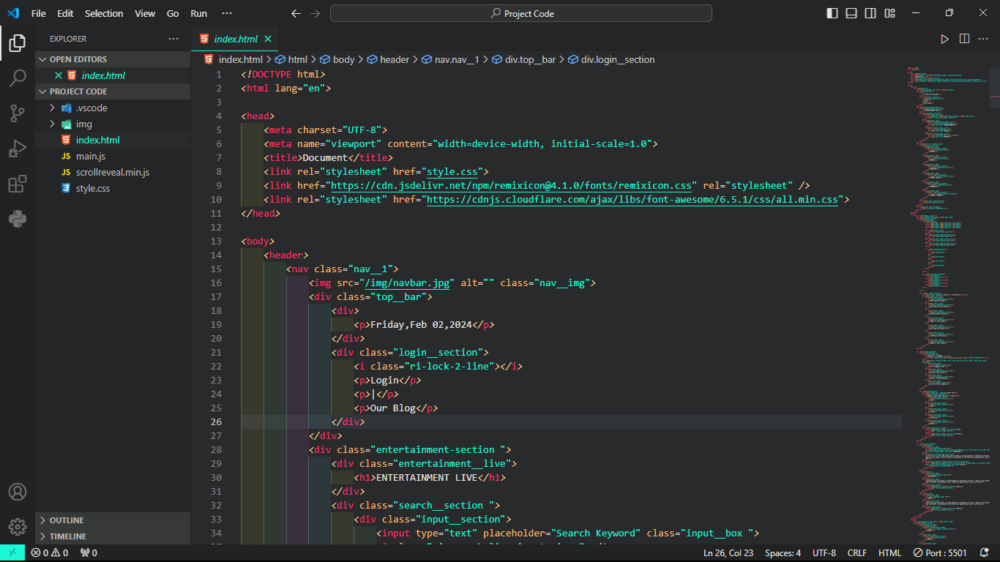 File Edit Selection View Go Run ··· Project Code
EXPLORER ···
OPEN EDITORS
index.html
PROJECT CODE
.vscode
img
index.html
JS main.js
JS scrollreveal.min.js
style.css
OUTLINE
TIMELINE
index.html
index.html > html > body > header > nav.nav__1 > div.top__bar > div.login__section
1 <!DOCTYPE html>
2 <html lang="en">
3
4 <head>
5 <meta charset="UTF-8">
6 <meta name="viewport" content="width=device-width, initial-scale=1.0">
7 <title>Document</title>
8 <link rel="stylesheet" href="style.css">
9 <link href="https://cdn.jsdelivr.net/npm/remixicon@4.1.0/fonts/remixicon.css" rel="stylesheet" />
10 <link rel="stylesheet" href="https://cdnjs.cloudflare.com/ajax/libs/font-awesome/6.5.1/css/all.min.css">
11 </head>
12
13 <body>
14 <header>
15 <nav class="nav__1">
16 <img src="/img/navbar.jpg" alt="" class="nav__img">
17 <div class="top__bar">
18 <div>
19 <p>Friday,Feb 02,2024</p>
20 </div>
21 <div class="login__section">
22 <i class="ri-lock-2-line"></i>
23 <p>Login</p>
24 <p>|</p>
25 <p>Our Blog</p>
26 </div>
27 </div>
28 <div class="entertainment-section ">
29 <div class="entertainment__live">
30 <h1>ENTERTAINMENT LIVE</h1>
31 </div>
32 <div class="search__section ">
33 <div class="input__section">
34 <input type="text" placeholder="Search Keyword" class="input__box ">
0 0 0 Ln 26, Col 23 Spaces: 4 UTF-8 CRLF HTML Port : 5501